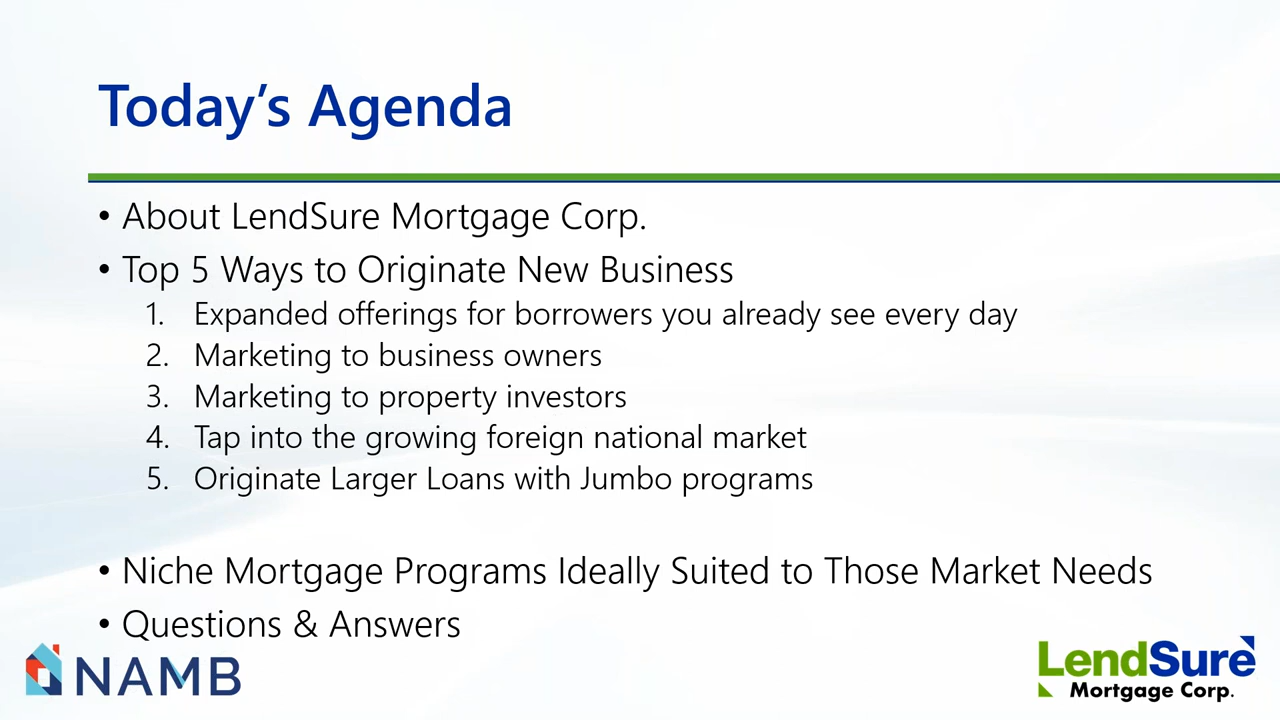 Today’s Agenda
• About LendSure Mortgage Corp.
• Top 5 Ways to Originate New Business
1. Expanded offerings for borrowers you already see every day
2. Marketing to business owners
3. Marketing to property investors
4. Tap into the growing foreign national market
5. Originate Larger Loans with Jumbo programs
• Niche Mortgage Programs Ideally Suited to Those Market Needs
• Questions & Answers
NAMB
LendSure
Mortgage Corp.